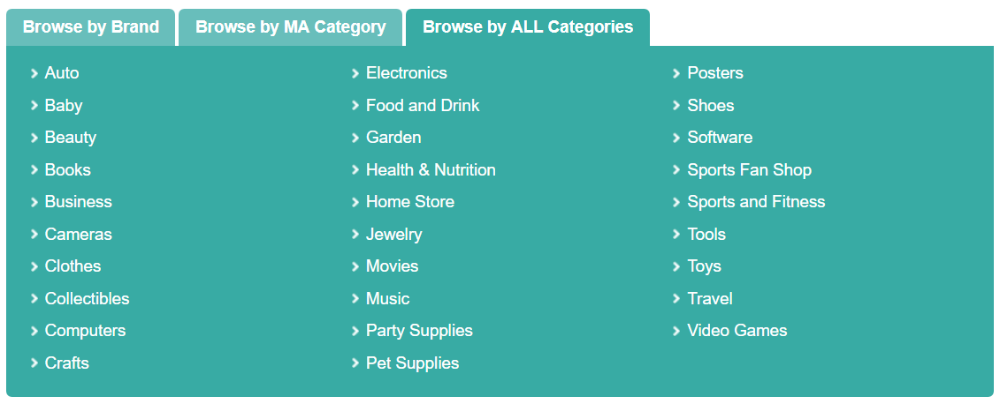 Browse by Brand
Browse by MA Category
Browse by ALL Categories
Auto
Baby
Beauty
Books
Business
Cameras
Clothes
Collectibles
Computers
Crafts
Electronics
Food and Drink
Garden
Health & Nutrition
Home Store
Jewelry
Movies
Music
Party Supplies
Pet Supplies
Posters
Shoes
Software
Sports Fan Shop
Sports and Fitness
Tools
Toys
Travel
Video Games